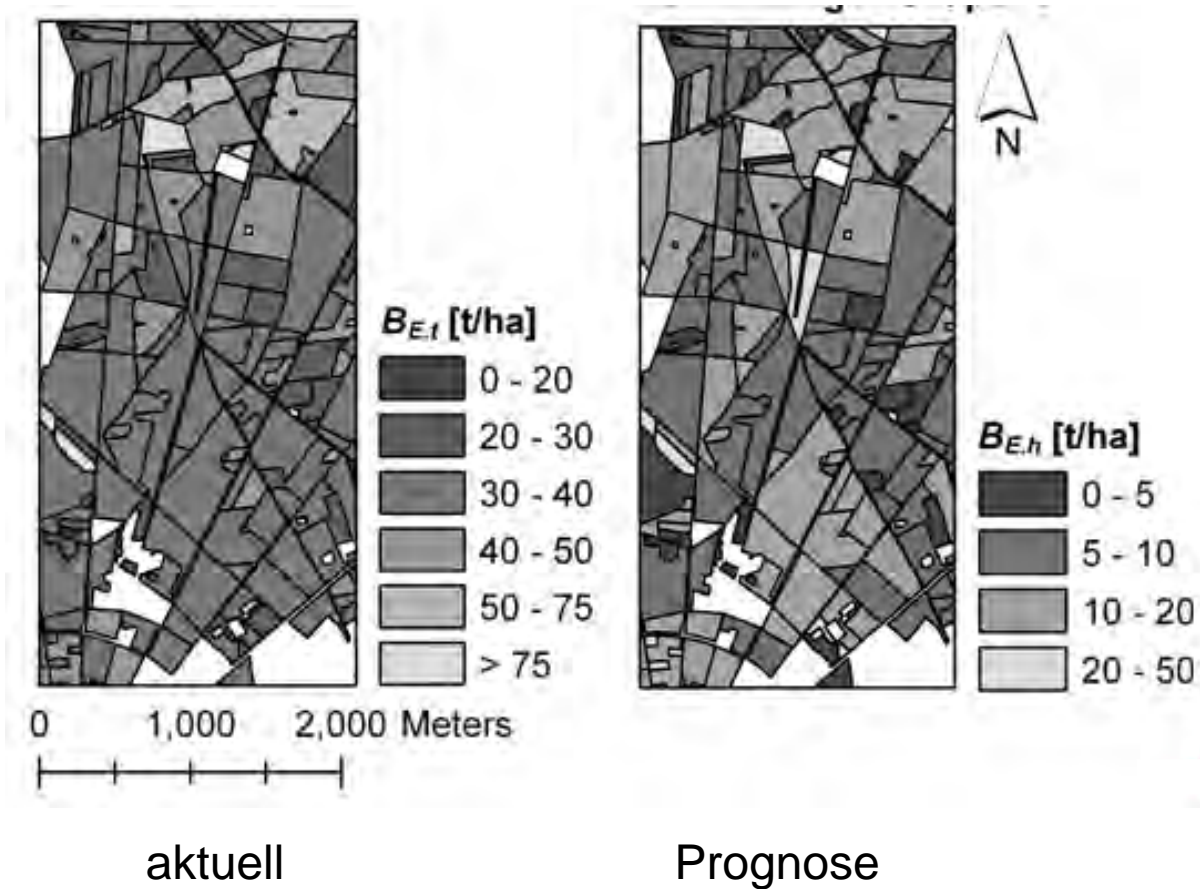 N
B_E.t [t/ha]
0 - 20
20 - 30
30 - 40
40 - 50
50 - 75
> 75
B_E.h [t/ha]
0 - 5
5 - 10
10 - 20
20 - 50
0 1,000 2,000 Meters
aktuell Prognose